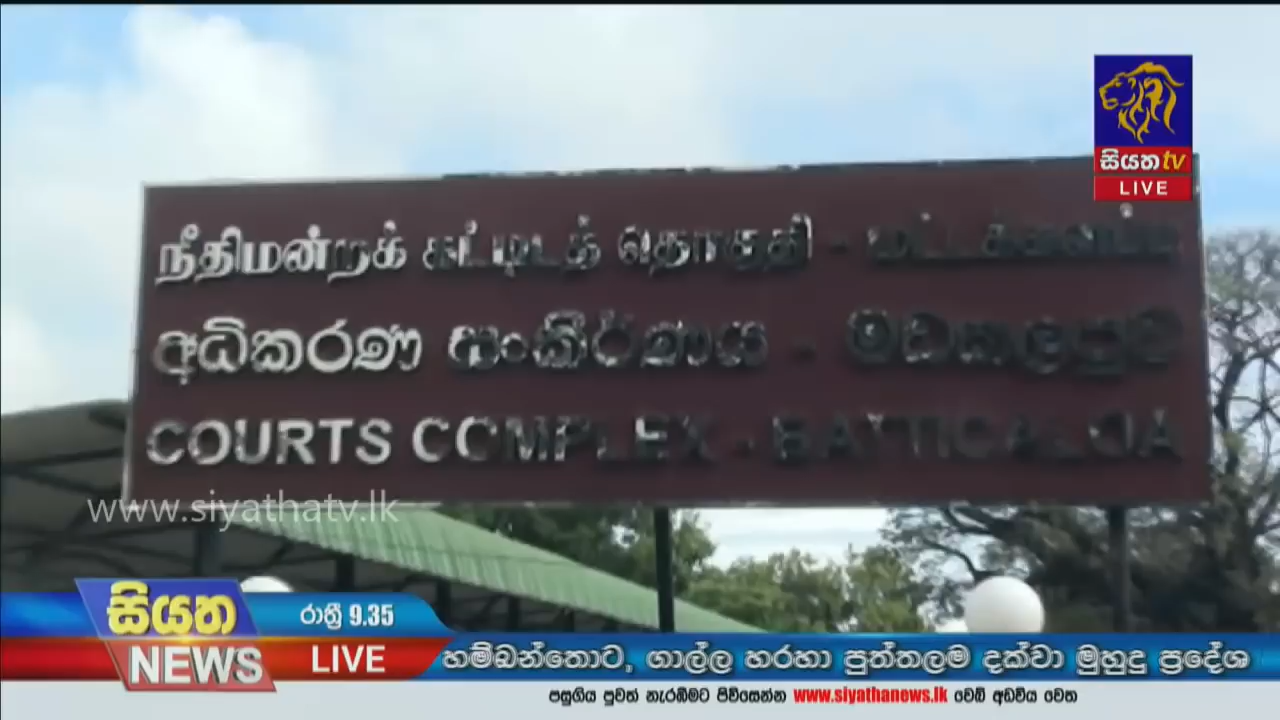 සියත tv
LIVE
நீதிமன்றக் கட்டிடத் தொகுதி - மட்டக்களப்பு
අධිකරණ සංකීර්ණය - මඩකලපුව
COURTS COMPLEX - BATTICALOA
www.siyathatv.lk
සියත
NEWS
රාත්‍රී 9.35
LIVE
හම්බන්තොට, ගාල්ල හරහා පුත්තලම දක්වා මුහුදු ප්‍රදේශ
පසුගිය පුවත් නැරඹීමට පිවිසෙන්න www.siyathanews.lk වෙබ් අඩවිය වෙත